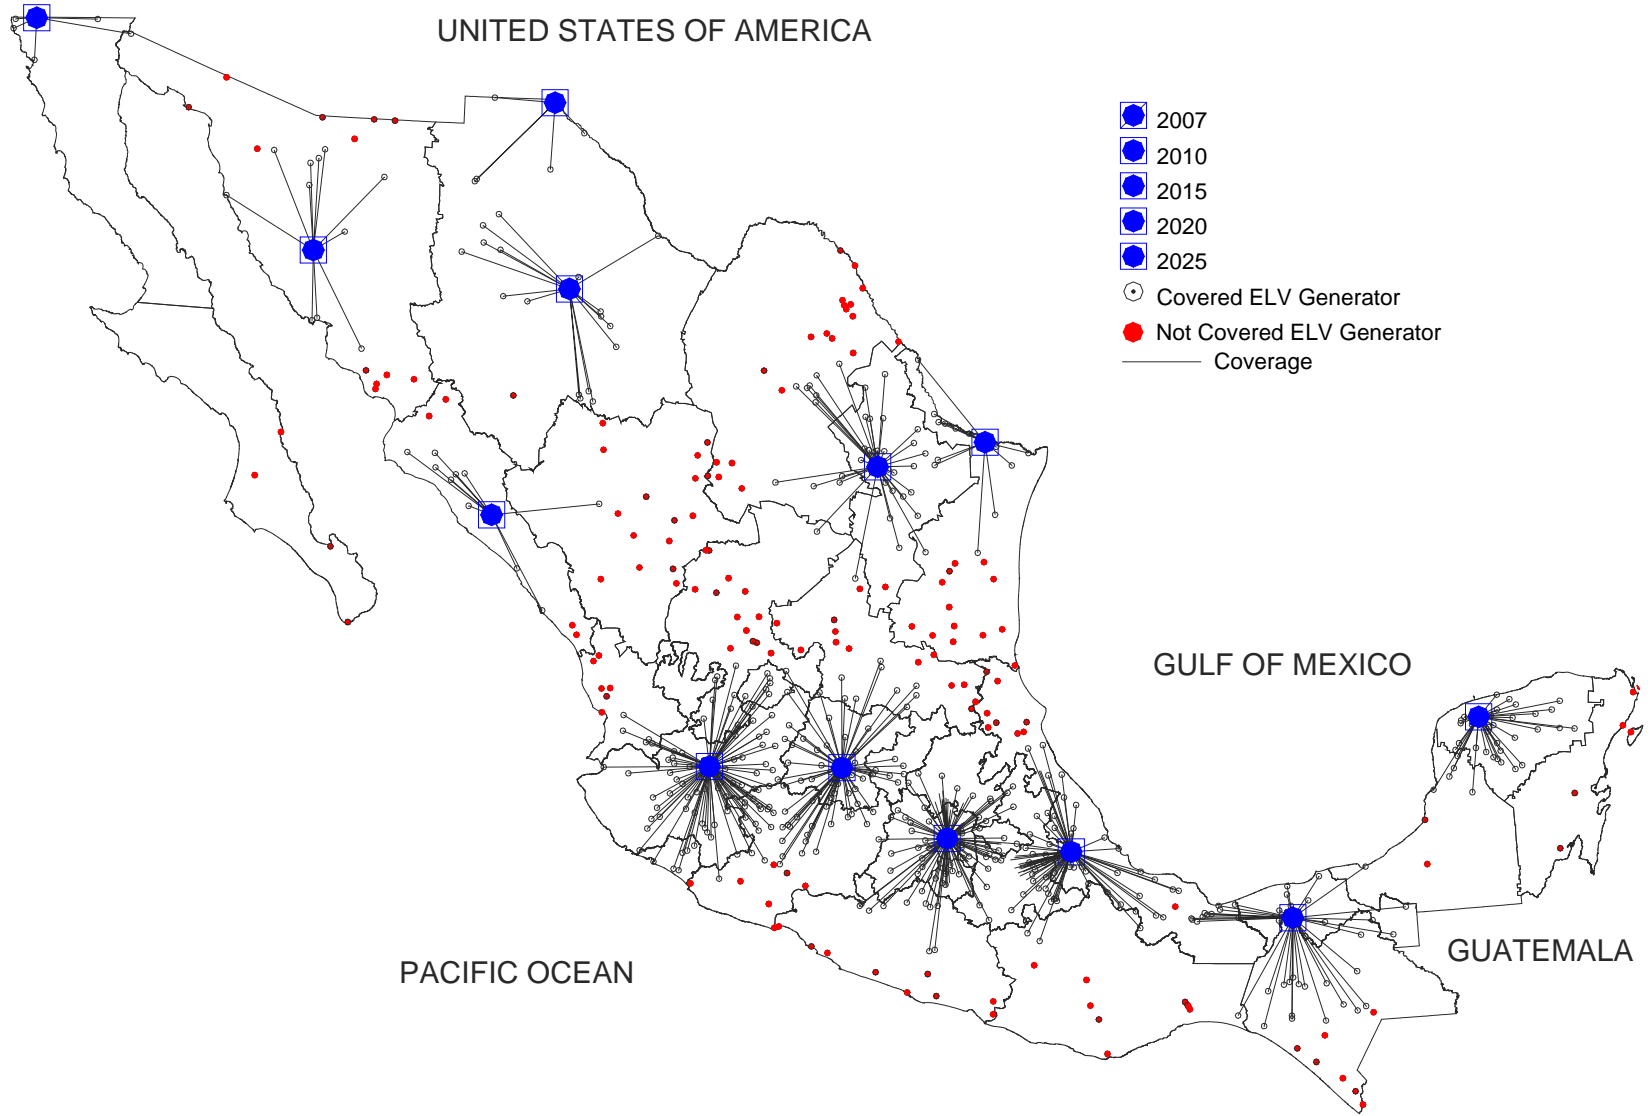 UNITED STATES OF AMERICA
2007
2010
2015
2020
2025
Covered ELV Generator
Not Covered ELV Generator
Coverage
GULF OF MEXICO
GUATEMALA
PACIFIC OCEAN